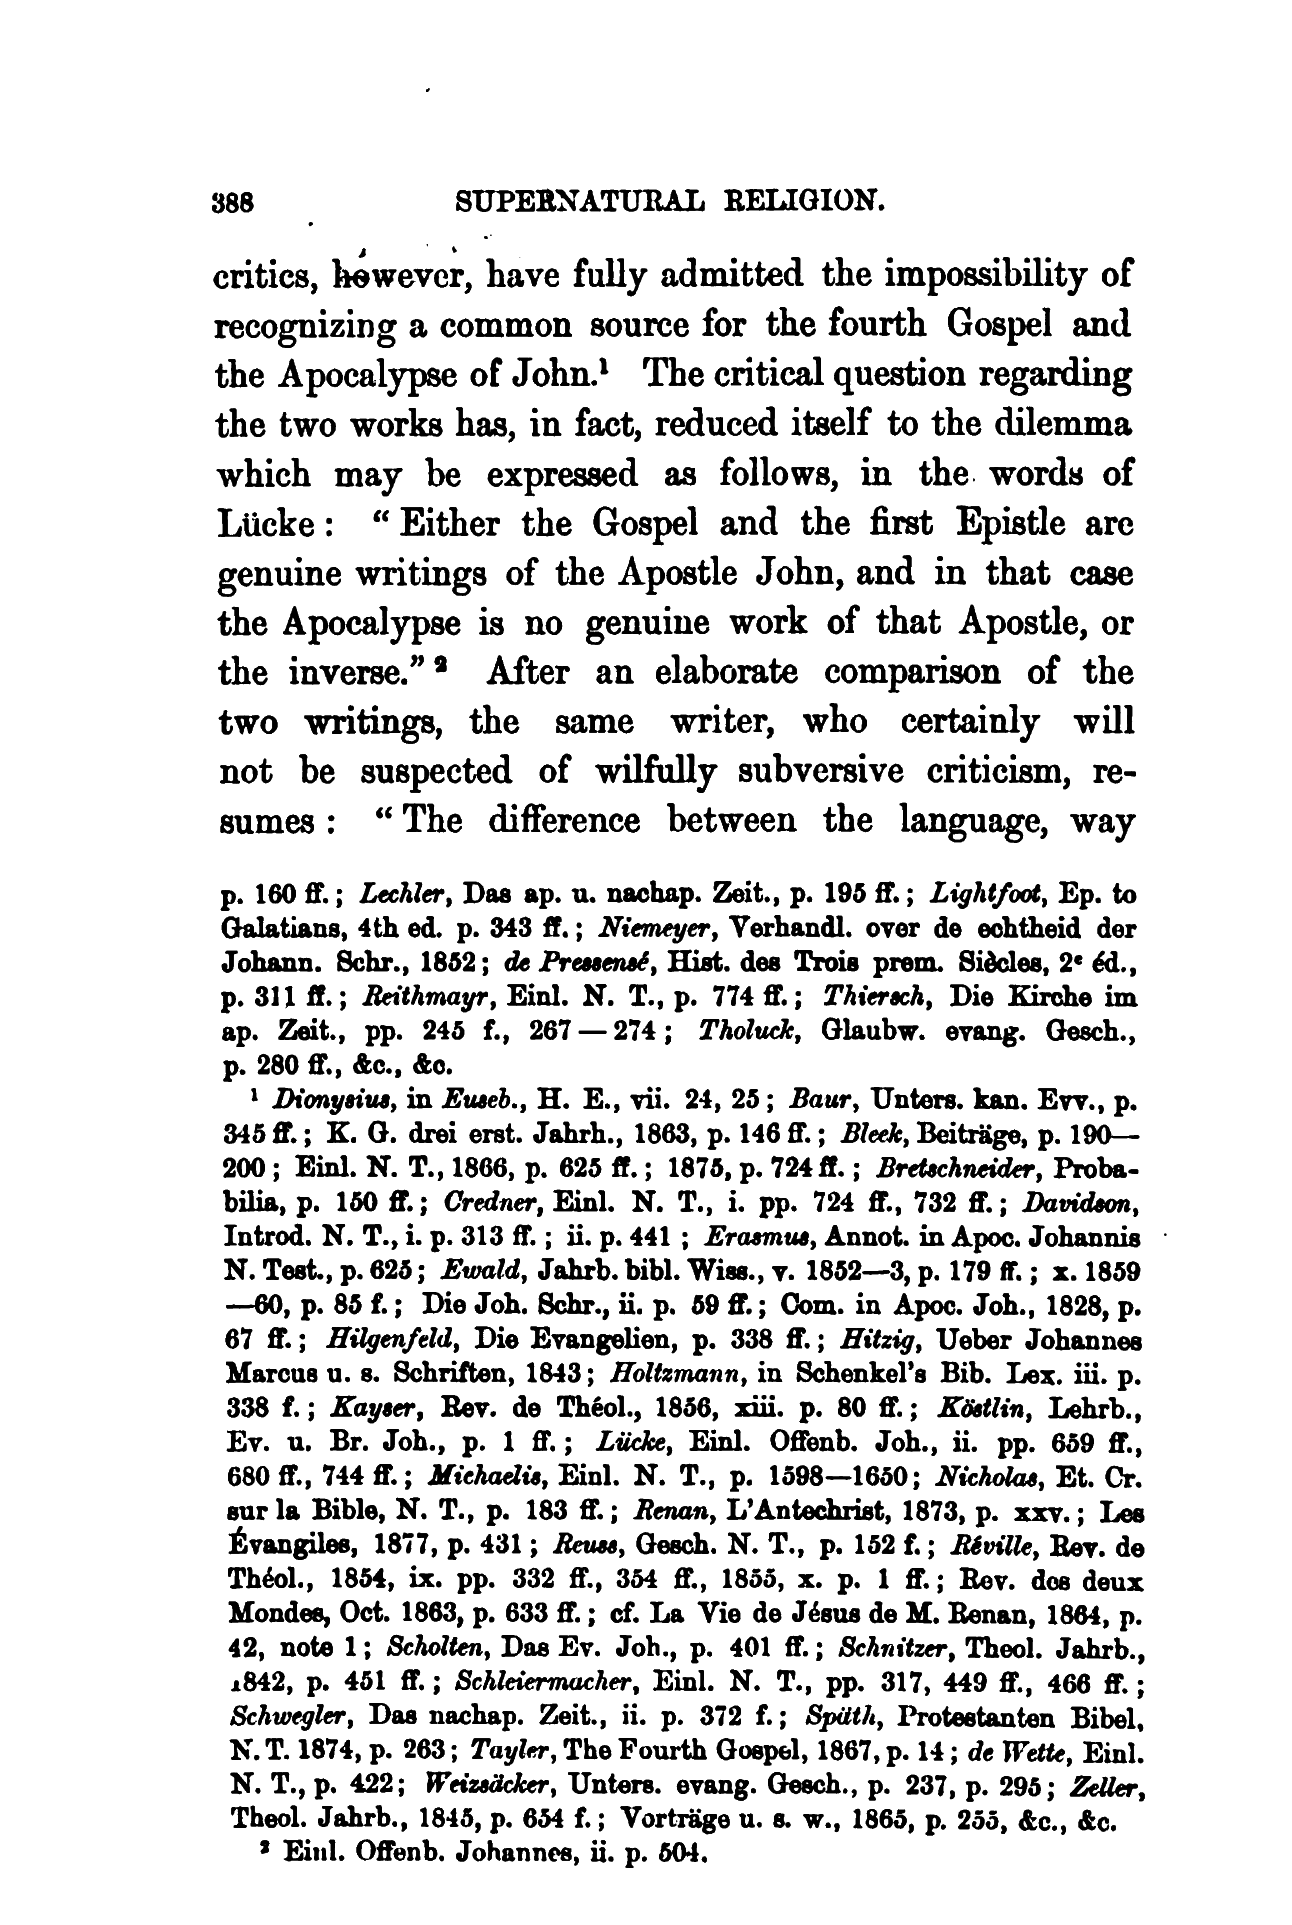 388 SUPERNATURAL RELIGION.
critics, however, have fully admitted the impossibility of
recognizing a common source for the fourth Gospel and
the Apocalypse of John.¹ The critical question regarding
the two works has, in fact, reduced itself to the dilemma
which may be expressed as follows, in the words of
Lücke : “ Either the Gospel and the first Epistle are
genuine writings of the Apostle John, and in that case
the Apocalypse is no genuine work of that Apostle, or
the inverse.” ² After an elaborate comparison of the
two writings, the same writer, who certainly will
not be suspected of wilfully subversive criticism, re-
sumes : “ The difference between the language, way
p. 160 ff. ; Lechler, Das ap. u. nachap. Zeit., p. 195 ff. ; Lightfoot, Ep. to
Galatians, 4th ed. p. 343 ff. ; Niemeyer, Verhandl. over de echtheid der
Johann. Schr., 1852 ; de Pressensé, Hist. des Trois prem. Siècles, 2ᵉ éd.,
p. 311 ff. ; Reithmayr, Einl. N. T., p. 774 ff. ; Thiersch, Die Kirche im
ap. Zeit., pp. 245 f., 267 — 274 ; Tholuck, Glaubw. evang. Gesch.,
p. 280 ff., &c., &c.
¹ Dionysius, in Euseb., H. E., vii. 24, 25 ; Baur, Unters. kan. Evv., p.
345 ff. ; K. G. drei erst. Jahrh., 1863, p. 146 ff. ; Bleek, Beiträge, p. 190—
200 ; Einl. N. T., 1866, p. 625 ff. ; 1875, p. 724 ff. ; Bretschneider, Proba-
bilia, p. 150 ff. ; Credner, Einl. N. T., i. pp. 724 ff., 732 ff. ; Davidson,
Introd. N. T., i. p. 313 ff. ; ii. p. 441 ; Erasmus, Annot. in Apoc. Johannis
N. Test., p. 625 ; Ewald, Jahrb. bibl. Wiss., v. 1852—3, p. 179 ff. ; x. 1859
—60, p. 85 f. ; Die Joh. Schr., ii. p. 59 ff. ; Com. in Apoc. Joh., 1828, p.
67 ff. ; Hilgenfeld, Die Evangelien, p. 338 ff. ; Hitzig, Ueber Johannes
Marcus u. s. Schriften, 1843 ; Holtzmann, in Schenkel's Bib. Lex. iii. p.
338 f. ; Kayser, Rev. de Théol., 1856, xiii. p. 80 ff. ; Köstlin, Lehrb.,
Ev. u. Br. Joh., p. 1 ff. ; Lücke, Einl. Offenb. Joh., ii. pp. 659 ff.,
680 ff., 744 ff. ; Michaelis, Einl. N. T., p. 1598—1650 ; Nicholas, Et. Cr.
sur la Bible, N. T., p. 183 ff. ; Renan, L'Antechrist, 1873, p. xxv. ; Les
Évangiles, 1877, p. 431 ; Reuss, Gesch. N. T., p. 152 f. ; Réville, Rev. de
Théol., 1854, ix. pp. 332 ff., 354 ff., 1855, x. p. 1 ff. ; Rev. des deux
Mondes, Oct. 1863, p. 633 ff. ; cf. La Vie de Jésus de M. Renan, 1864, p.
42, note 1 ; Scholten, Das Ev. Joh., p. 401 ff. ; Schnitzer, Theol. Jahrb.,
1842, p. 451 ff. ; Schleiermacher, Einl. N. T., pp. 317, 449 ff., 466 ff. ;
Schwegler, Das nachap. Zeit., ii. p. 372 f. ; Späth, Protestanten Bibel,
N. T. 1874, p. 263 ; Tayler, The Fourth Gospel, 1867, p. 14 ; de Wette, Einl.
N. T., p. 422 ; Weizsäcker, Unters. evang. Gesch., p. 237, p. 295 ; Zeller,
Theol. Jahrb., 1845, p. 654 f. ; Vorträge u. s. w., 1865, p. 255, &c., &c.
² Einl. Offenb. Johannes, ii. p. 504.